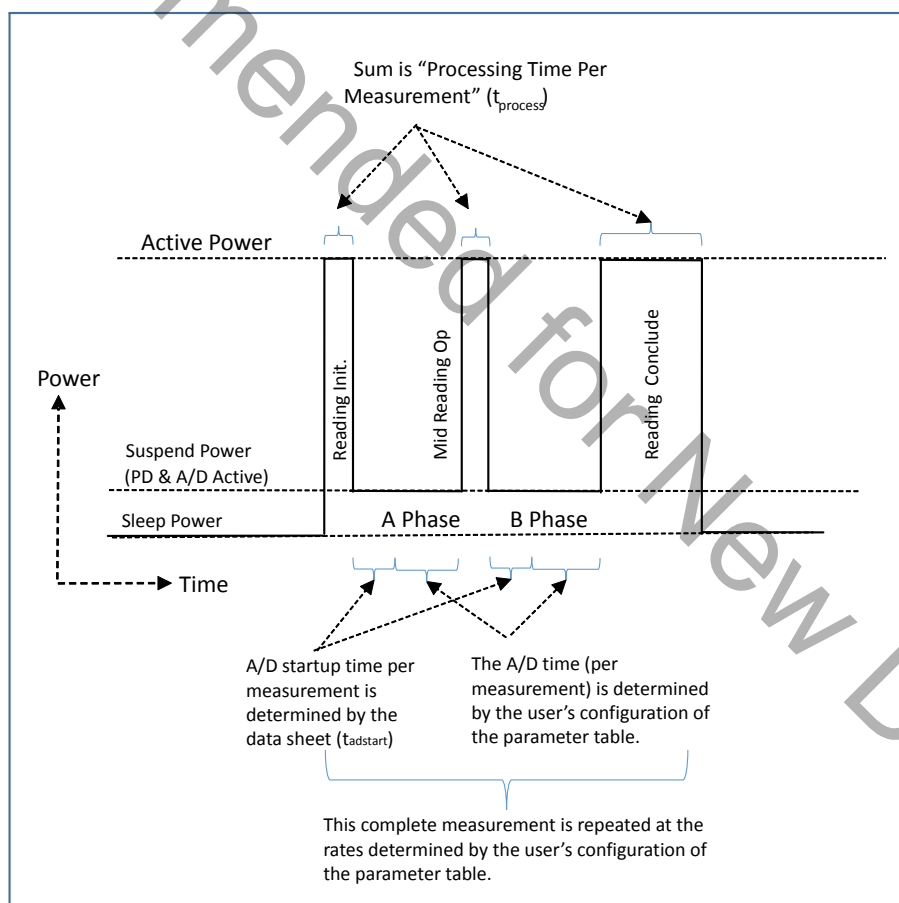 Sum is “Processing Time Per
Measurement” (tprocess)
Active Power
Reading Init.
Mid Reading Op
Reading Conclude
Power
Suspend Power
(PD & A/D Active)
Sleep Power
A Phase
B Phase
Time
A/D startup time per
measurement is
determined by the
data sheet (tadstart)
The A/D time (per
measurement) is determined
by the user’s configuration of
the parameter table.
This complete measurement is repeated at the
rates determined by the user’s configuration of
the parameter table.
mended for New D